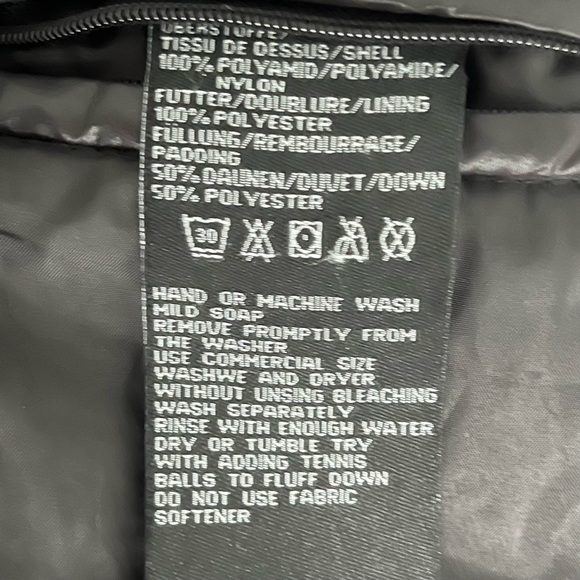 OBERSTOFF/
TISSU DE DESSUS/SHELL
100% POLYAMID/POLYAMIDE/
NYLON
FUTTER/DOUBLURE/LINING
100% POLYESTER
FÜLLUNG/REMBOURRAGE/
PADDING
50% DAUNEN/DUVET/DOWN
50% POLYESTER
30
HAND OR MACHINE WASH
MILD SOAP
REMOVE PROMPTLY FROM
THE WASHER
USE COMMERCIAL SIZE
WASHWE AND DRYER
WITHOUT UNSING BLEACHING
WASH SEPARATELY
RINSE WITH ENOUGH WATER
DRY OR TUMBLE TRY
WITH ADDING TENNIS
BALLS TO FLUFF DOWN
DO NOT USE FABRIC
SOFTENER